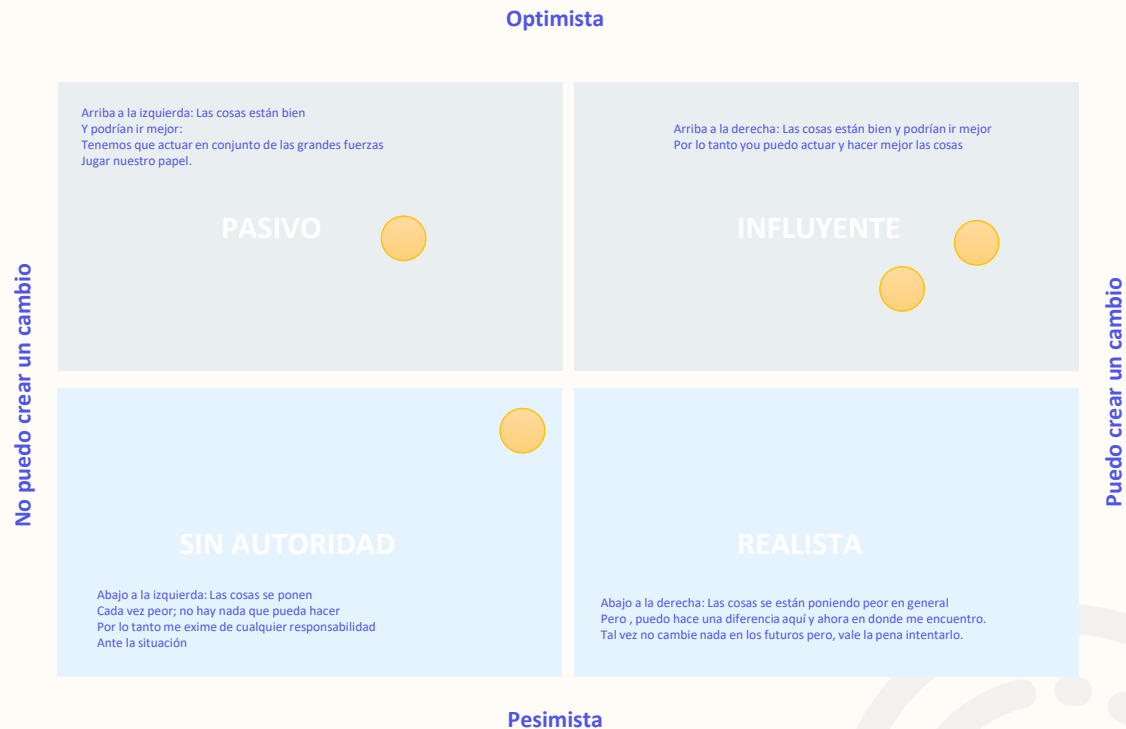 Optimista
Arriba a la izquierda: Las cosas están bien
Y podrían ir mejor:
Tenemos que actuar en conjunto de las grandes fuerzas
Jugar nuestro papel.
PASIVO
Arriba a la derecha: Las cosas están bien y podrían ir mejor
Por lo tanto you puedo actuar y hacer mejor las cosas
INFLUYENTE
No puedo crear un cambio
Puedo crear un cambio
SIN AUTORIDAD
Abajo a la izquierda: Las cosas se ponen
Cada vez peor; no hay nada que pueda hacer
Por lo tanto me exime de cualquier responsabilidad
Ante la situación
REALISTA
Abajo a la derecha: Las cosas se están poniendo peor en general
Pero , puedo hace una diferencia aquí y ahora en donde me encuentro.
Tal vez no cambie nada en los futuros pero, vale la pena intentarlo.
Pesimista